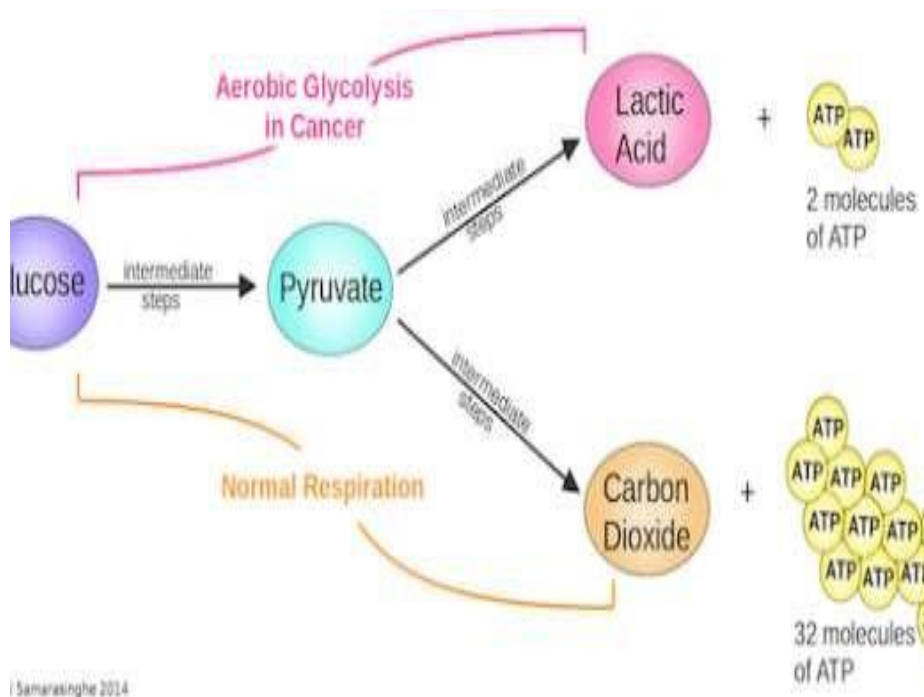 Aerobic Glycolysis
in Cancer
Lactic
Acid
+
ATP
ATP
2 molecules
of ATP
lucose
intermediate
steps
Pyruvate
intermediate
steps
intermediate
steps
Normal Respiration
Carbon
Dioxide
+
ATP
ATP
ATP
ATP
ATP
ATP
ATP
ATP
ATP
ATP
32 molecules
of ATP
Samarasinghe 2014